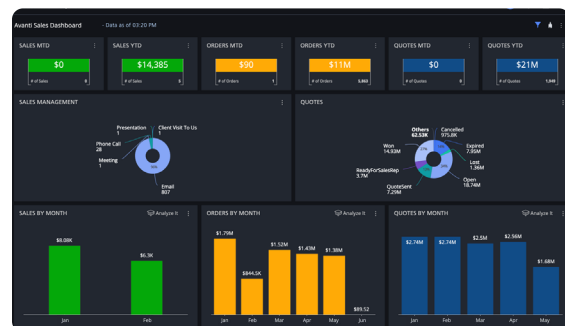 Avanti Sales Dashboard - Data as of 03:20 PM
SALES MTD
$0
# of Sales 0
SALES YTD
$14,385
# of Sales 8
ORDERS MTD
$90
# of Orders 1
ORDERS YTD
$11M
# of Orders
QUOTES MTD
$0
# of Quotes 0
QUOTES YTD
$21M
# of Quotes
SALES MANAGEMENT
Presentation
1
Client Visit To Us
1
Phone Call
28
Meeting
1
Email
807
QUOTES
Others
62.53K
Cancelled
975.8K
Won
14.93M
Expired
7.95M
Lost
1.36M
ReadyForSalesRep
3.7M
Open
18.74M
QuoteSent
7.29M
SALES BY MONTH
Analyze It
$8.08K
$6.3K
Jan Feb
ORDERS BY MONTH
Analyze It
$1.79M
$844.5K
$1.52M
$1.43M
$1.38M
$89.52
Jan Feb Mar Apr May Jun
QUOTES BY MONTH
Analyze It
$2.74M
$2.74M
$2.5M
$2.56M
$1.68M
Jan Feb Mar Apr May